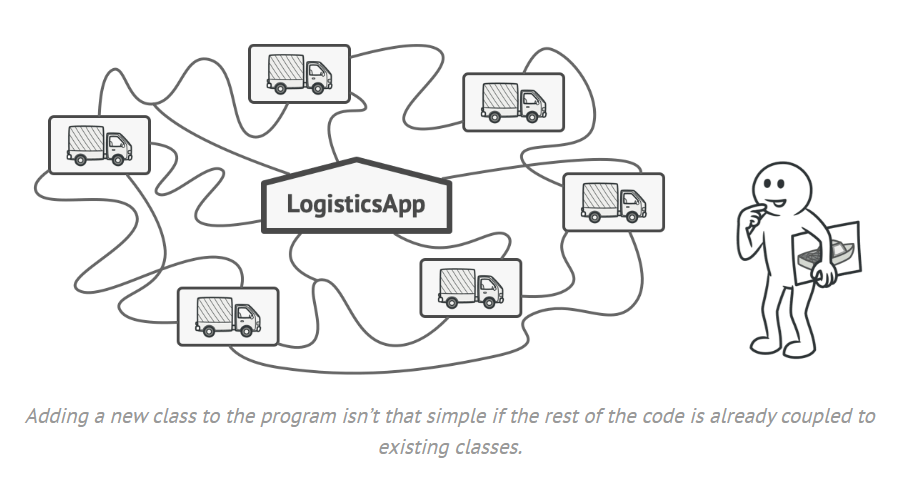 LogisticsApp
Adding a new class to the program isn’t that simple if the rest of the code is already coupled to
existing classes.